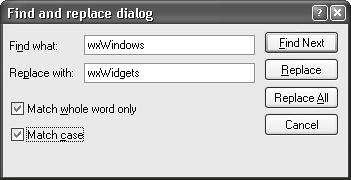 Find and replace dialog
Find what: wxWindows Find Next
Replace with: wxWidgets Replace
Replace All
Match whole word only
Cancel
Match case